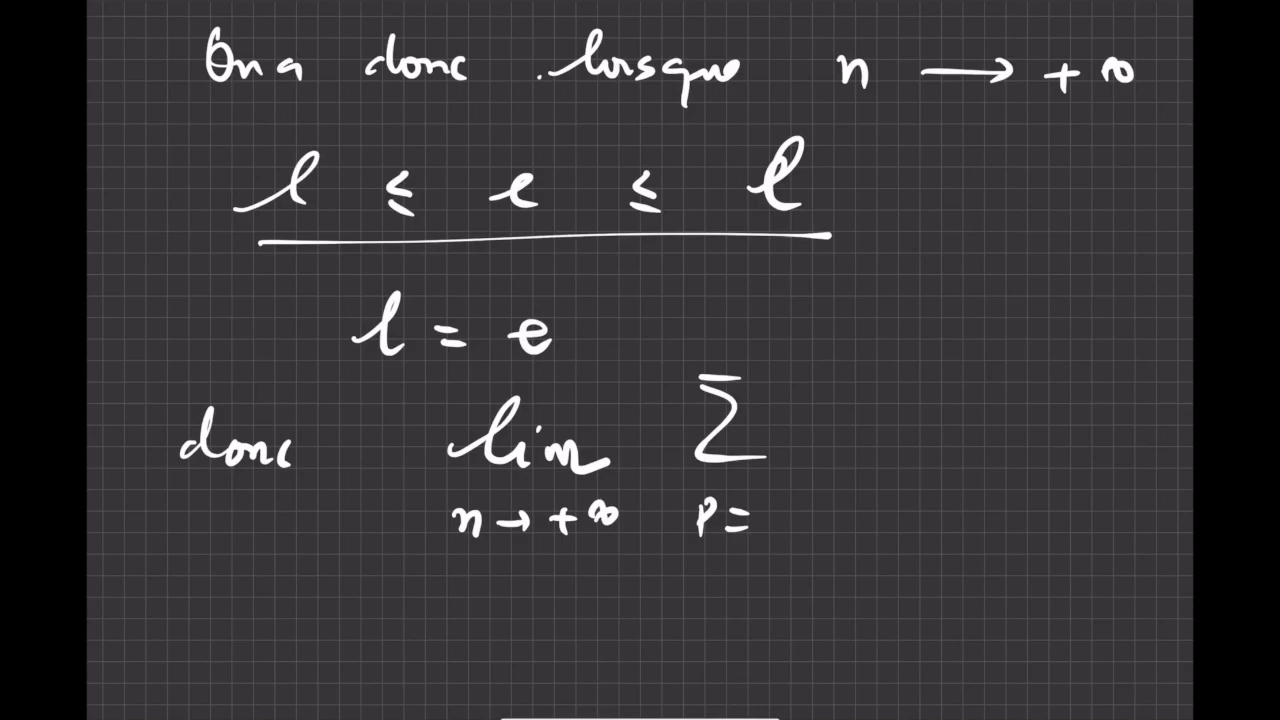 On a donc lorsque n → +∞
l ≤ e ≤ l
l = e
donc lim Σ
n → +∞ p =